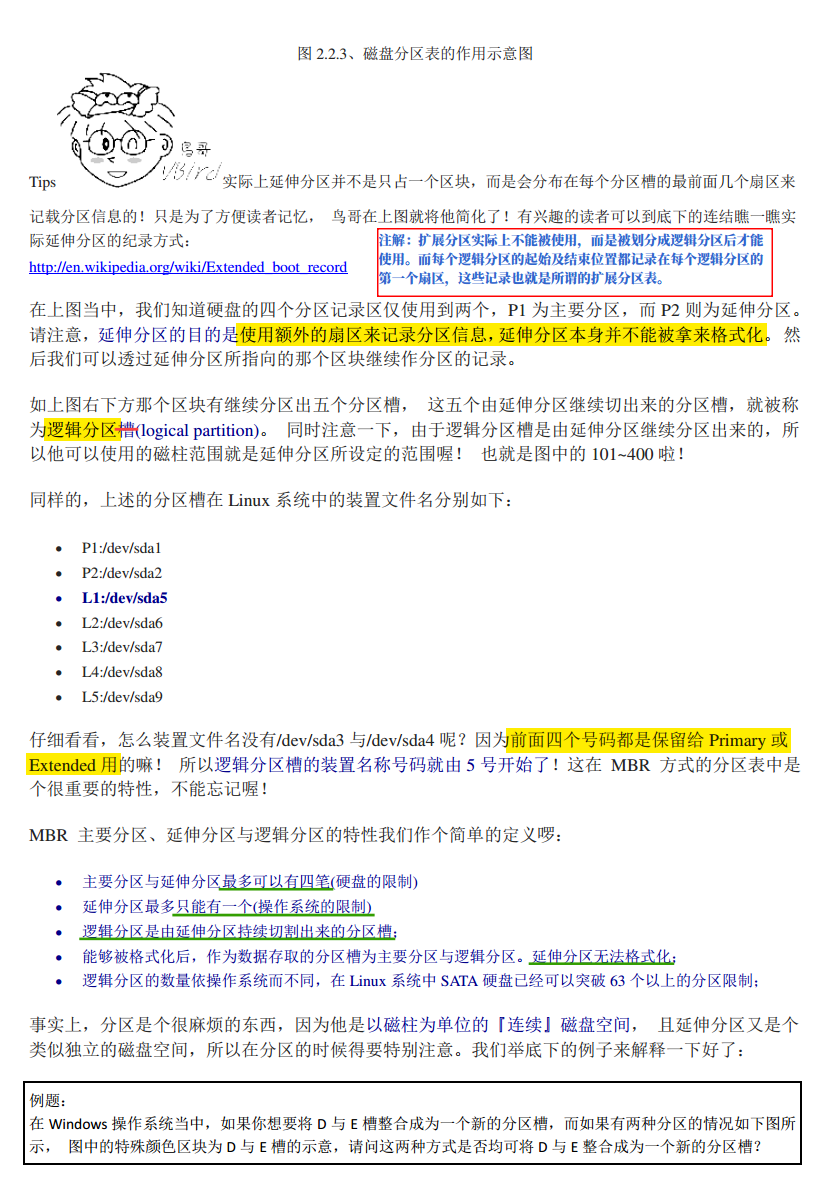 图 2.2.3、磁盘分区表的作用示意图
鸟哥
VBird
Tips 实际上延伸分区并不是只占一个区块，而是会分布在每个分区槽的最前面几个扇区来
记载分区信息的！只是为了方便读者记忆， 鸟哥在上图就将他简化了！有兴趣的读者可以到底下的连结瞧一瞧实
际延伸分区的纪录方式：
http://en.wikipedia.org/wiki/Extended_boot_record
注解：扩展分区实际上不能被使用，而是被划分成逻辑分区后才能
使用。而每个逻辑分区的起始及结束位置都记录在每个逻辑分区的
第一个扇区，这些记录也就是所谓的扩展分区表。
在上图当中，我们知道硬盘的四个分区记录区仅使用到两个，P1 为主要分区，而 P2 则为延伸分区。
请注意，延伸分区的目的是使用额外的扇区来记录分区信息，延伸分区本身并不能被拿来格式化。 然
后我们可以透过延伸分区所指向的那个区块继续作分区的记录。
如上图右下方那个区块有继续分区出五个分区槽， 这五个由延伸分区继续切出来的分区槽，就被称
为逻辑分区槽(logical partition)。 同时注意一下，由于逻辑分区槽是由延伸分区继续分区出来的，所
以他可以使用的磁柱范围就是延伸分区所设定的范围喔！ 也就是图中的 101~400 啦！
同样的，上述的分区槽在 Linux 系统中的装置文件名分别如下：
• P1:/dev/sda1
• P2:/dev/sda2
• L1:/dev/sda5
• L2:/dev/sda6
• L3:/dev/sda7
• L4:/dev/sda8
• L5:/dev/sda9
仔细看看，怎么装置文件名没有/dev/sda3 与/dev/sda4 呢？因为前面四个号码都是保留给 Primary 或
Extended 用的嘛！ 所以逻辑分区槽的装置名称号码就由 5 号开始了！这在 MBR 方式的分区表中是
个很重要的特性，不能忘记喔！
MBR 主要分区、延伸分区与逻辑分区的特性我们作个简单的定义啰：
• 主要分区与延伸分区最多可以有四笔(硬盘的限制)
• 延伸分区最多只能有一个(操作系统的限制)
• 逻辑分区是由延伸分区持续切割出来的分区槽；
• 能够被格式化后，作为数据存取的分区槽为主要分区与逻辑分区。延伸分区无法格式化；
• 逻辑分区的数量依操作系统而不同，在 Linux 系统中 SATA 硬盘已经可以突破 63 个以上的分区限制；
事实上，分区是个很麻烦的东西，因为他是以磁柱为单位的『连续』磁盘空间， 且延伸分区又是个
类似独立的磁盘空间，所以在分区的时候得要特别注意。我们举底下的例子来解释一下好了：
例题：
在 Windows 操作系统当中，如果你想要将 D 与 E 槽整合成为一个新的分区槽，而如果有两种分区的情况如下图所
示， 图中的特殊颜色区块为 D 与 E 槽的示意，请问这两种方式是否均可将 D 与 E 整合成为一个新的分区槽？